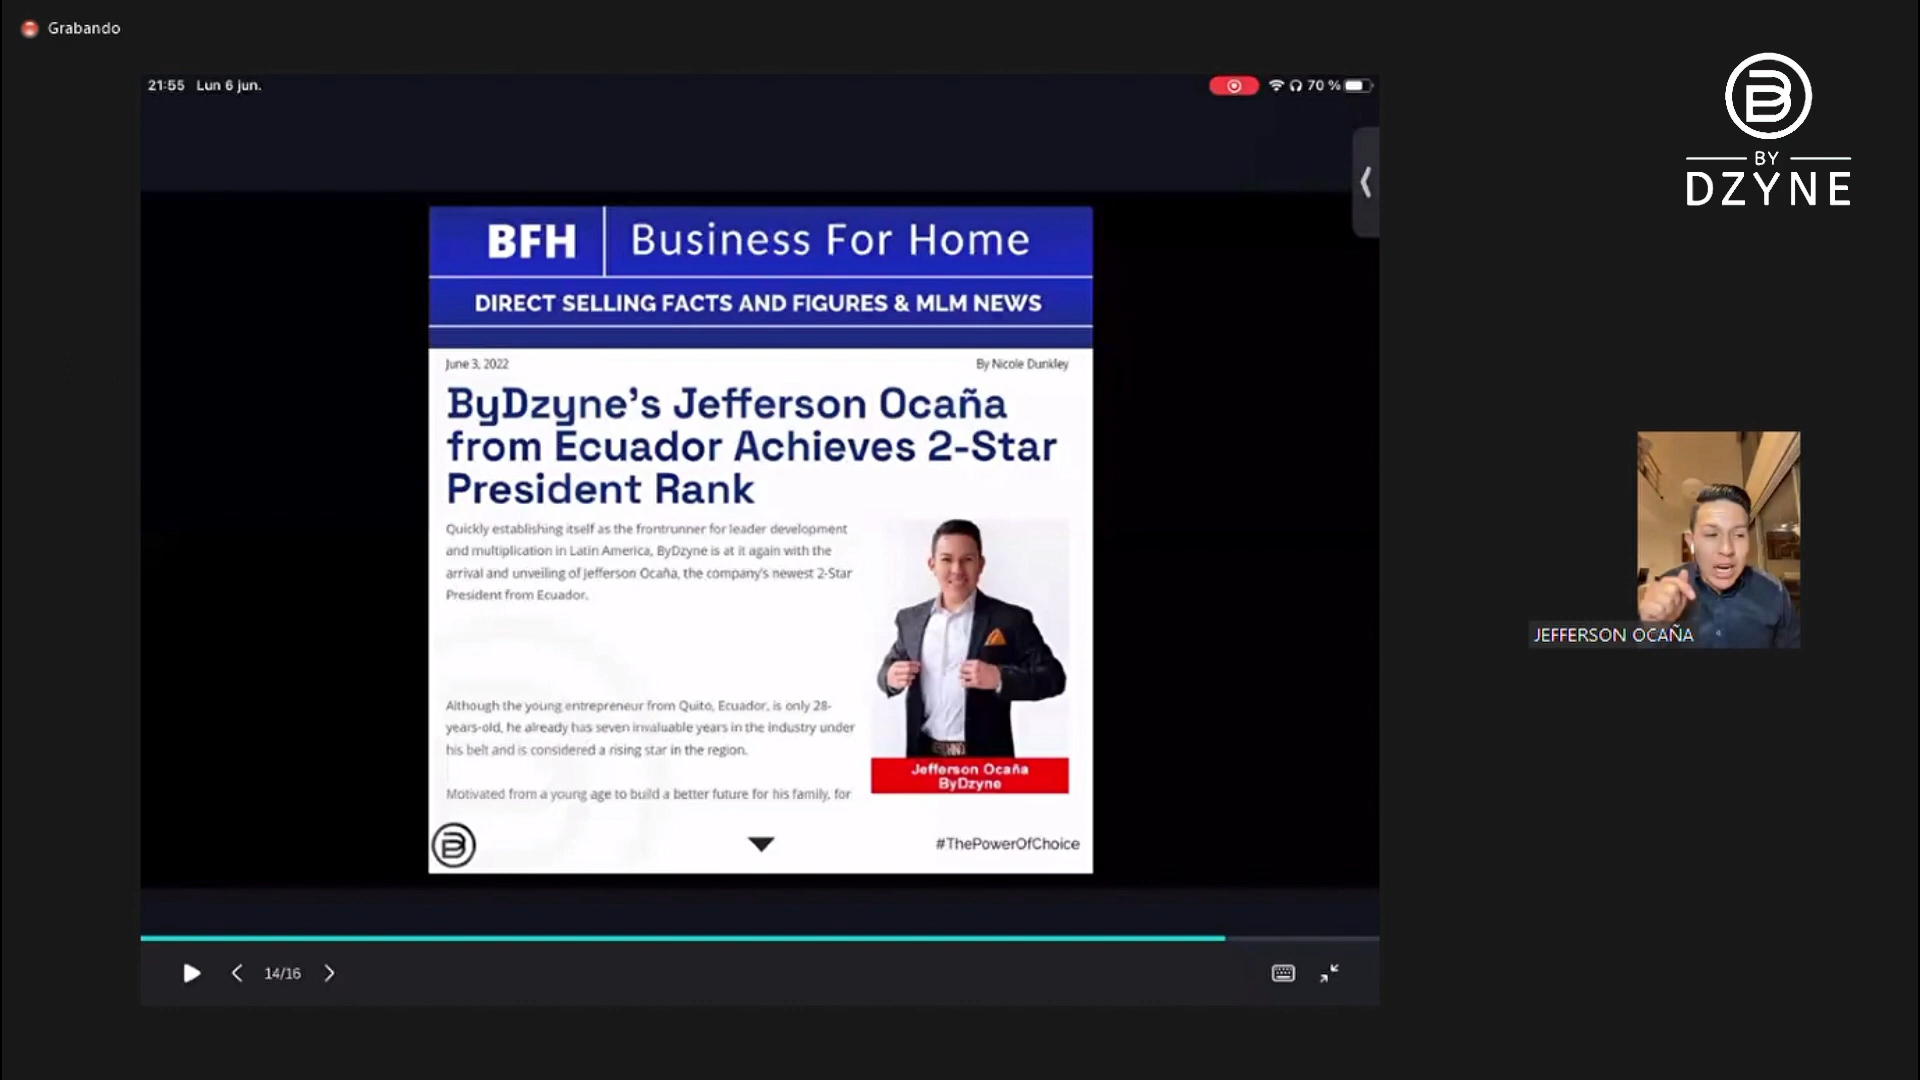 Grabando
21:55 Lun 6 jun.
70 %
BY
DZYNE
BFH Business For Home
DIRECT SELLING FACTS AND FIGURES & MLM NEWS
June 3, 2022 By Nicole Dunkley
ByDzyne's Jefferson Ocaña
from Ecuador Achieves 2-Star
President Rank
Quickly establishing itself as the frontrunner for leader development
and multiplication in Latin America, ByDzyne is at it again with the
arrival and unveiling of Jefferson Ocaña, the company's newest 2-Star
President from Ecuador.
Although the young entrepreneur from Quito, Ecuador, is only 28-
years-old, he already has seven invaluable years in the industry under
his belt and is considered a rising star in the region.
Motivated from a young age to build a better future for his family, for
Jefferson Ocaña
ByDzyne
#ThePowerOfChoice
JEFFERSON OCAÑA
14/16